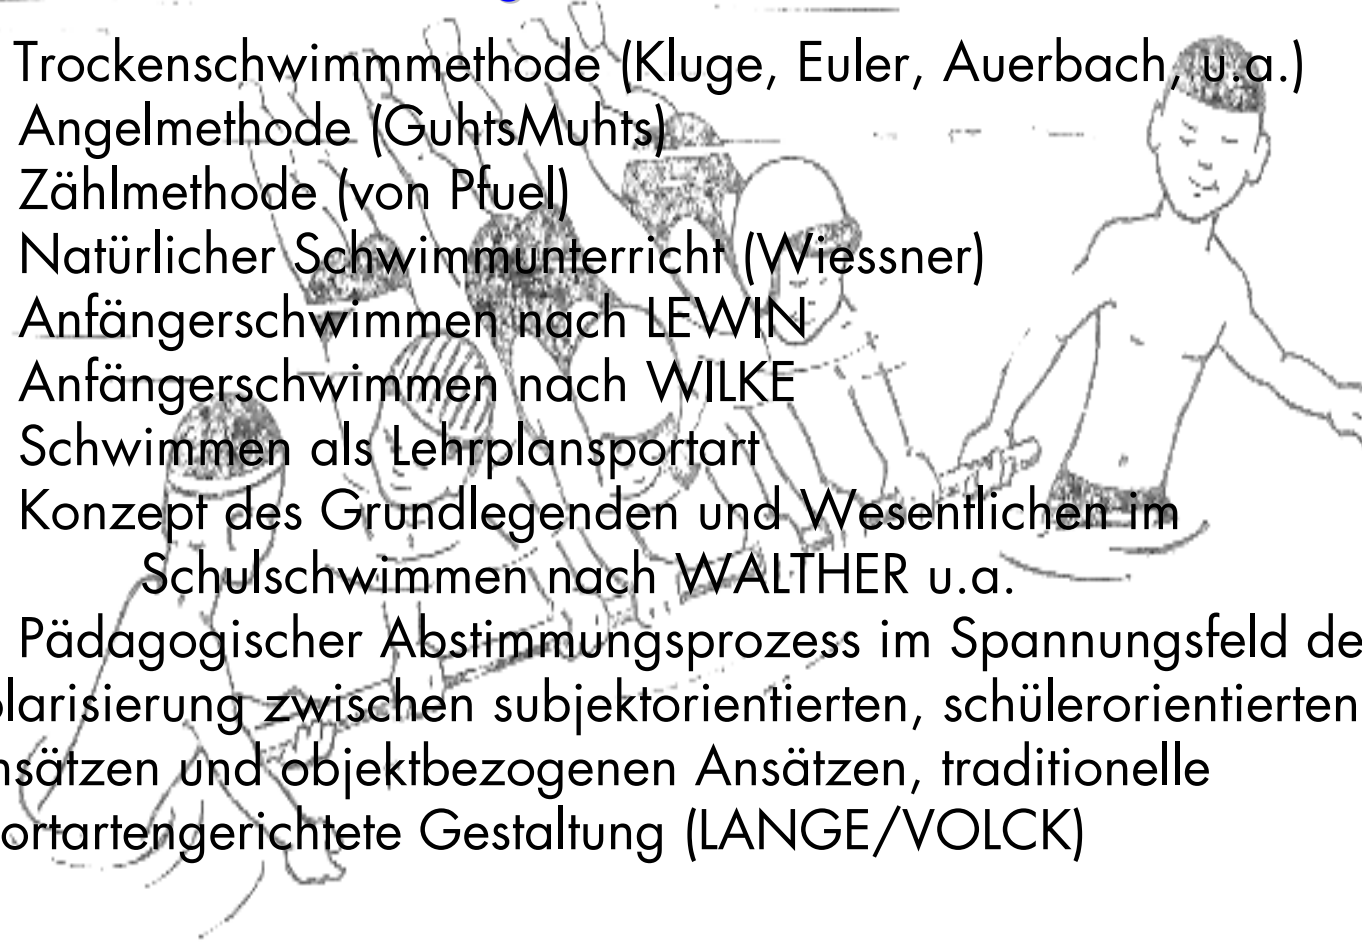 Trockenschwimmmethode (Kluge, Euler, Auerbach, u.a.)
Angelmethode (GuhtsMuhts)
Zählmethode (von Pfuel)
Natürlicher Schwimmunterricht (Wiessner)
Anfängerschwimmen nach LEWIN
Anfängerschwimmen nach WILKE
Schwimmen als Lehrplansportart
Konzept des Grundlegenden und Wesentlichen im
Schulschwimmen nach WALTHER u.a.
Pädagogischer Abstimmungsprozess im Spannungsfeld de
larisierung zwischen subjektorientierten, schülerorientierten
nsätzen und objektbezogenen Ansätzen, traditionelle
ortartengerichtete Gestaltung (LANGE/VOLCK)